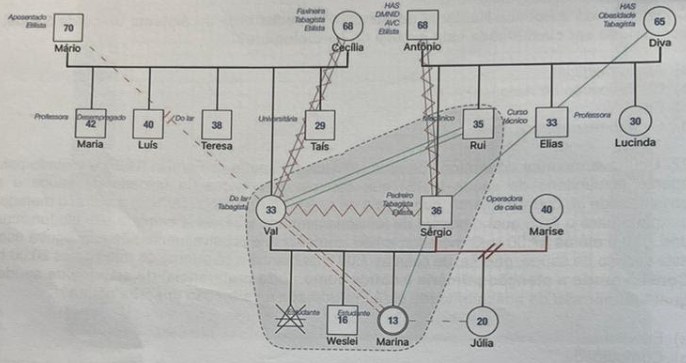 Aposentado
Etilista
70
Mário
Faxineira
Tabagista
Etilista
68
Cecília
HAS
DMNID
AVC
Etilista
68
Antônio
HAS
Obesidade
Tabagista
65
Diva
Professora
42
Maria
Desempregado
40
Luís
Do lar
38
Teresa
Universitária
29
Taís
Mecânico
35
Rui
Curso
técnico
33
Elias
Professora
30
Lucinda
Do lar
Tabagista
33
Val
Pedreiro
Tabagista
Etilista
36
Sérgio
Operadora
de caixa
40
Marise
Estudante
16
Weslei
Estudante
13
Marina
20
Júlia